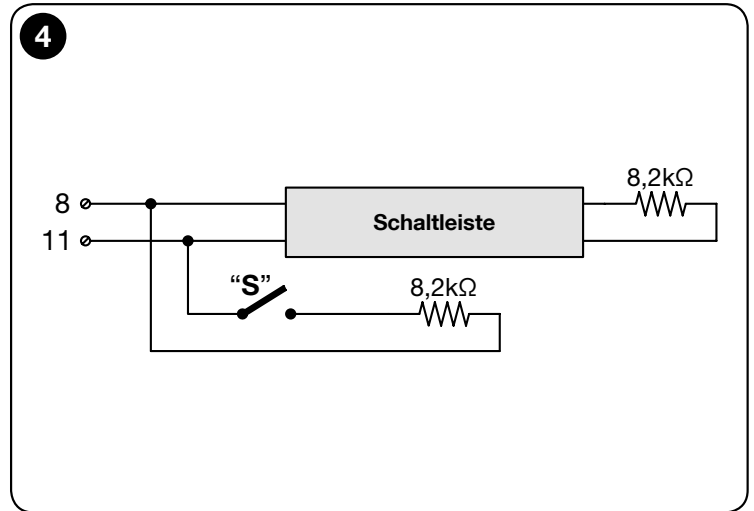 4
8,2kΩ
8
Schaltleiste
11
“S”
8,2kΩ